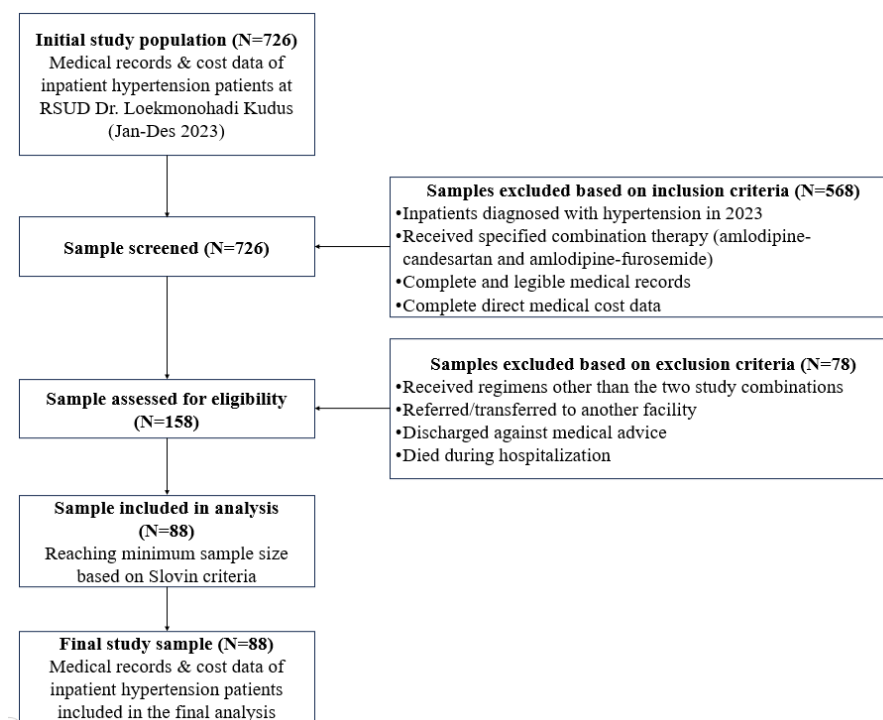 Initial study population (N=726)
Medical records & cost data of
inpatient hypertension patients at
RSUD Dr. Loekmonohadi Kudus
(Jan-Des 2023)
Samples excluded based on inclusion criteria (N=568)
•Inpatients diagnosed with hypertension in 2023
•Received specified combination therapy (amlodipine-
candesartan and amlodipine-furosemide)
•Complete and legible medical records
•Complete direct medical cost data
Sample screened (N=726)
Samples excluded based on exclusion criteria (N=78)
•Received regimens other than the two study combinations
•Referred/transferred to another facility
•Discharged against medical advice
•Died during hospitalization
Sample assessed for eligibility
(N=158)
Sample included in analysis
(N=88)
Reaching minimum sample size
based on Slovin criteria
Final study sample (N=88)
Medical records & cost data of
inpatient hypertension patients
included in the final analysis